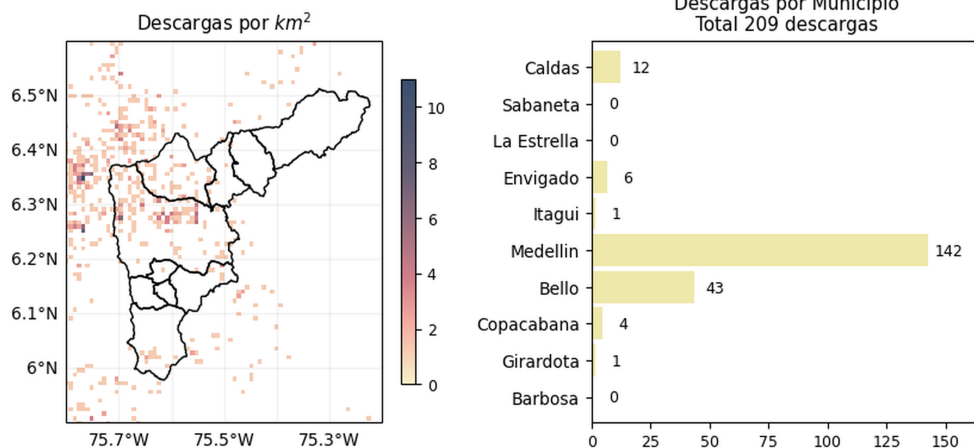 Descargas por km²
6.5°N
6.4°N
6.3°N
6.2°N
6.1°N
6°N
75.7°W 75.5°W 75.3°W
10
8
6
4
2
0
Descargas por Municipio
Total 209 descargas
Caldas 12
Sabaneta 0
La Estrella 0
Envigado 6
Itagui 1
Medellin 142
Bello 43
Copacabana 4
Girardota 1
Barbosa 0
0 25 50 75 100 125 150